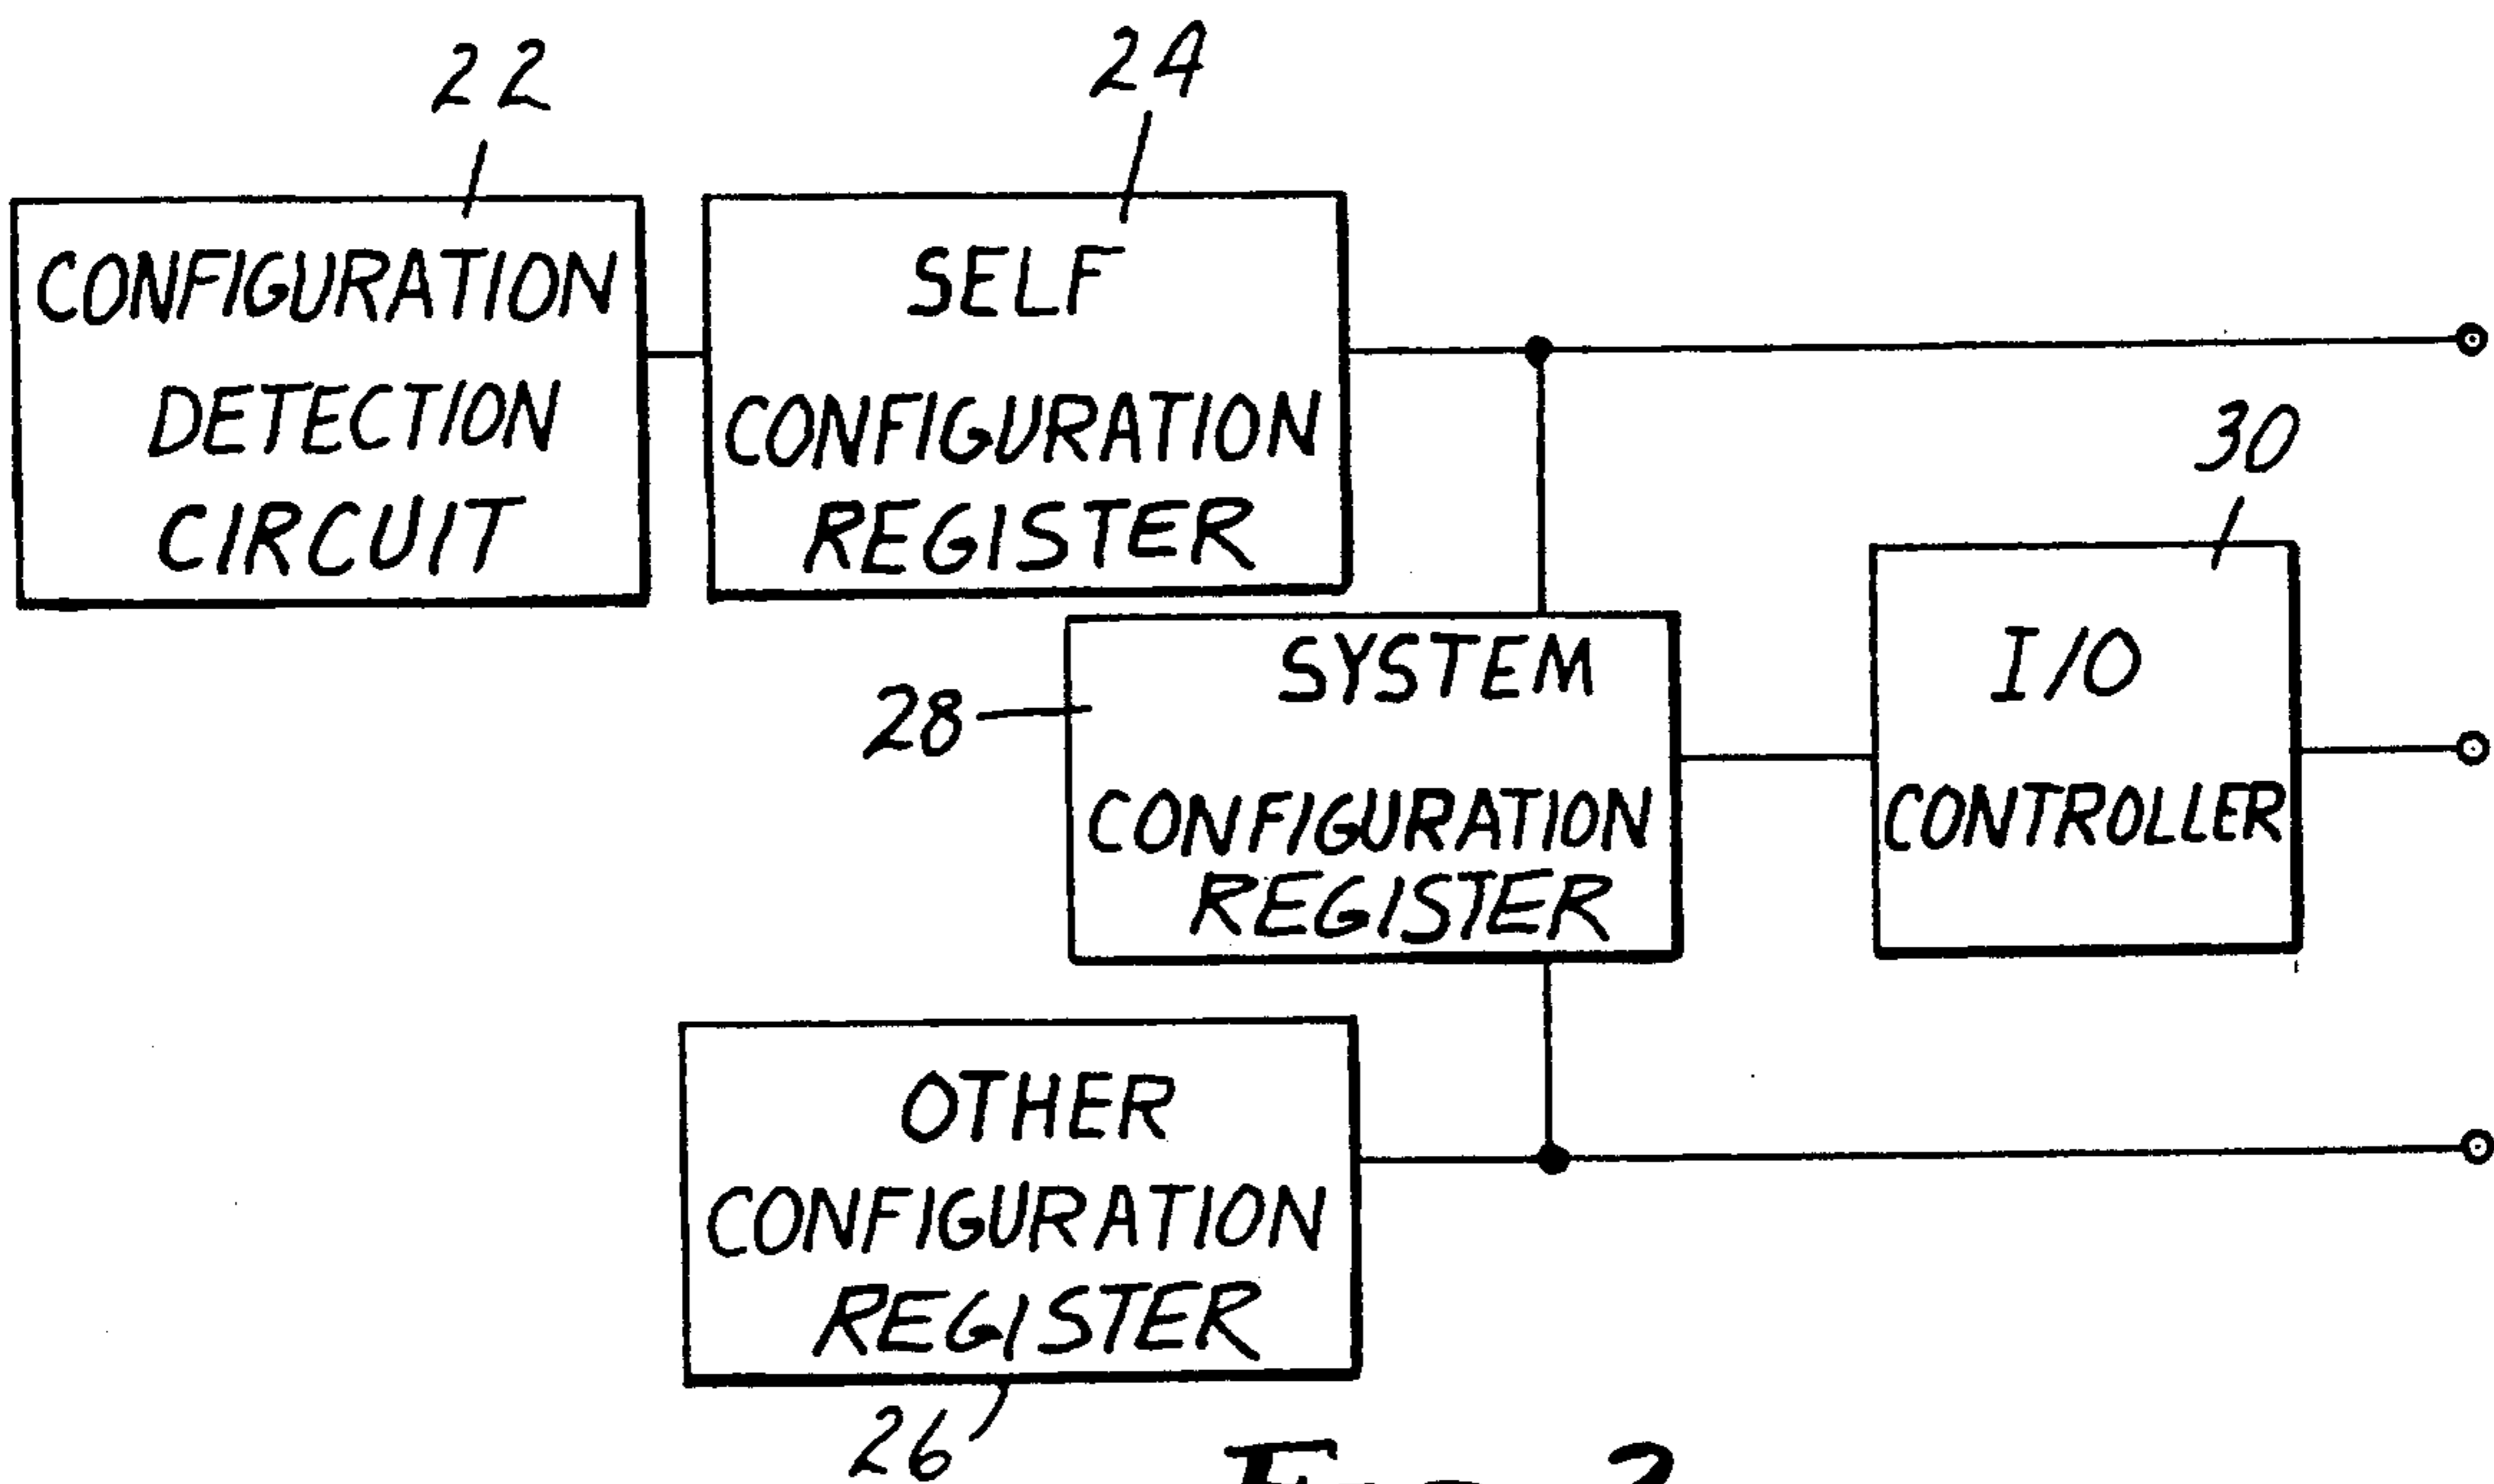 22
24
CONFIGURATION
DETECTION
CIRCUIT
SELF
CONFIGURATION
REGISTER
30
28
SYSTEM
CONFIGURATION
REGISTER
I/O
CONTROLLER
OTHER
CONFIGURATION
REGISTER
26